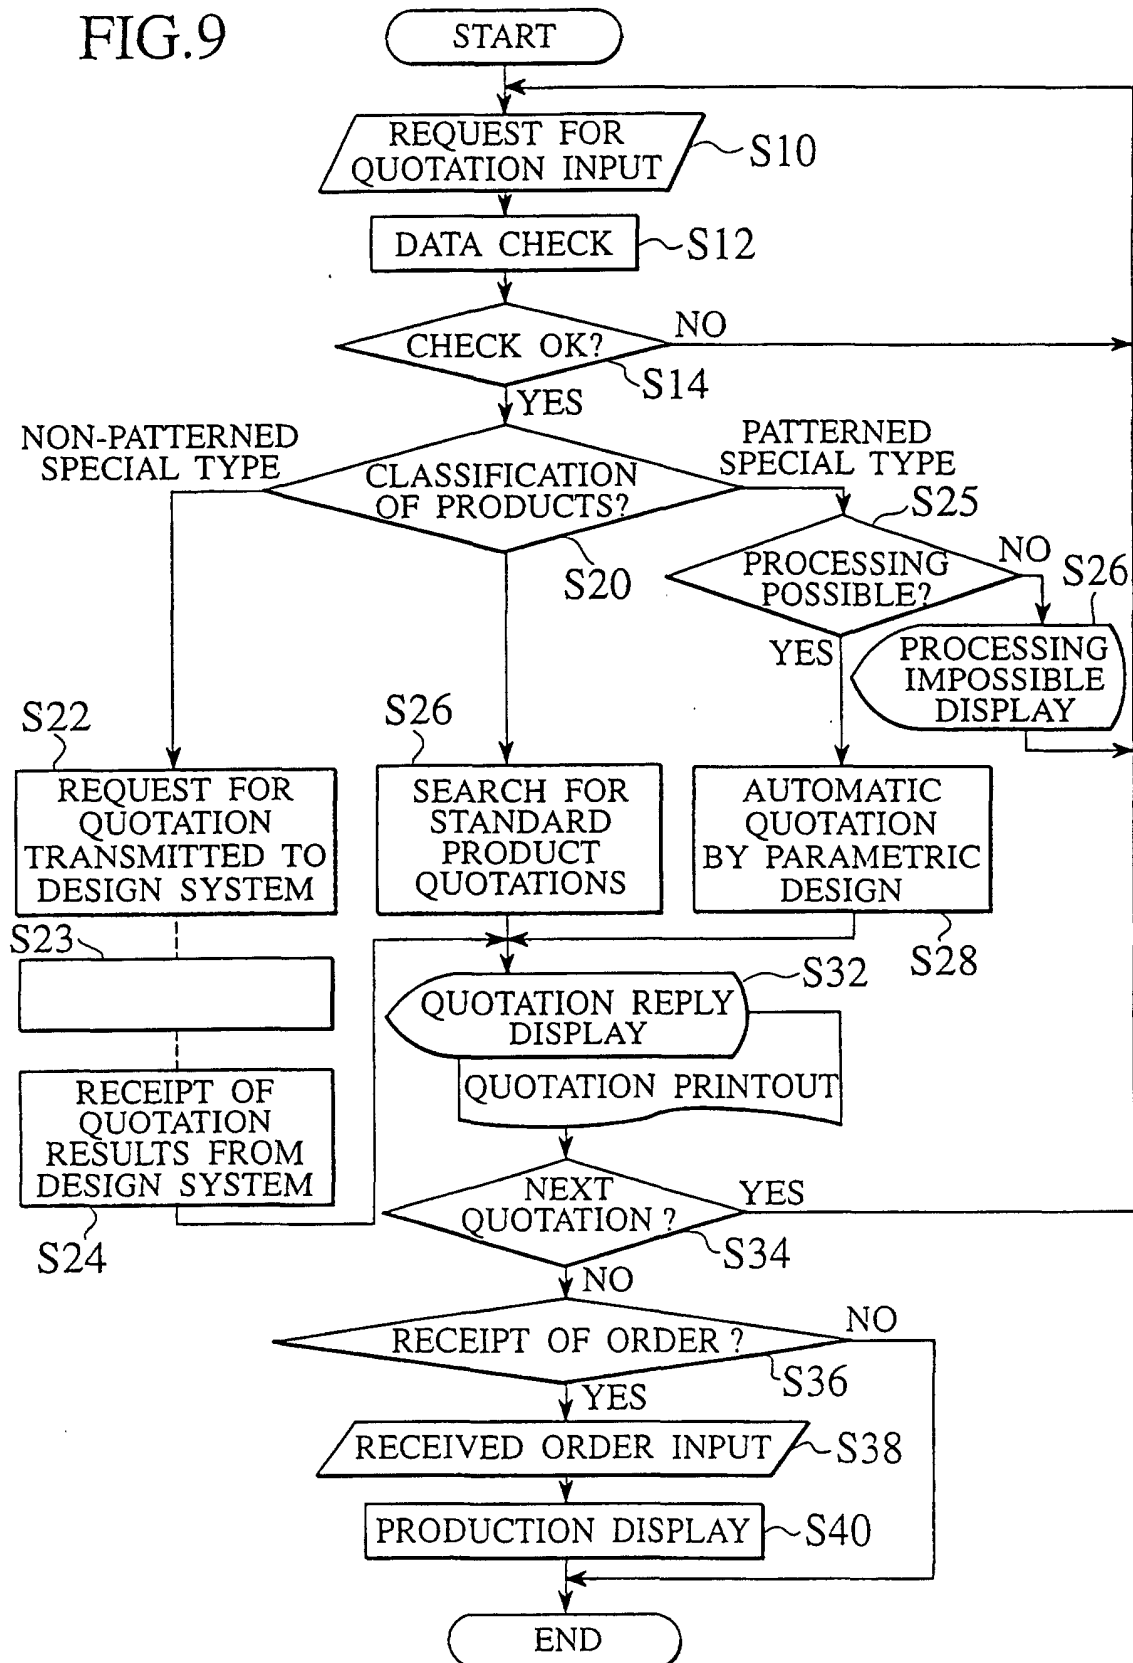 FIG.9
START
REQUEST FOR
QUOTATION INPUT
S10
DATA CHECK
S12
CHECK OK?
NO
S14
YES
NON-PATTERNED
SPECIAL TYPE
CLASSIFICATION
OF PRODUCTS?
PATTERNED
SPECIAL TYPE
S20
S25
PROCESSING
POSSIBLE?
NO
S26
YES
PROCESSING
IMPOSSIBLE
DISPLAY
S22
REQUEST FOR
QUOTATION
TRANSMITTED TO
DESIGN SYSTEM
S26
SEARCH FOR
STANDARD
PRODUCT
QUOTATIONS
AUTOMATIC
QUOTATION
BY PARAMETRIC
DESIGN
S28
S23
RECEIPT OF
QUOTATION
RESULTS FROM
DESIGN SYSTEM
S24
QUOTATION REPLY
DISPLAY
S32
QUOTATION PRINTOUT
NEXT
QUOTATION ?
YES
S34
NO
RECEIPT OF ORDER ?
NO
S36
YES
RECEIVED ORDER INPUT
S38
PRODUCTION DISPLAY
S40
END